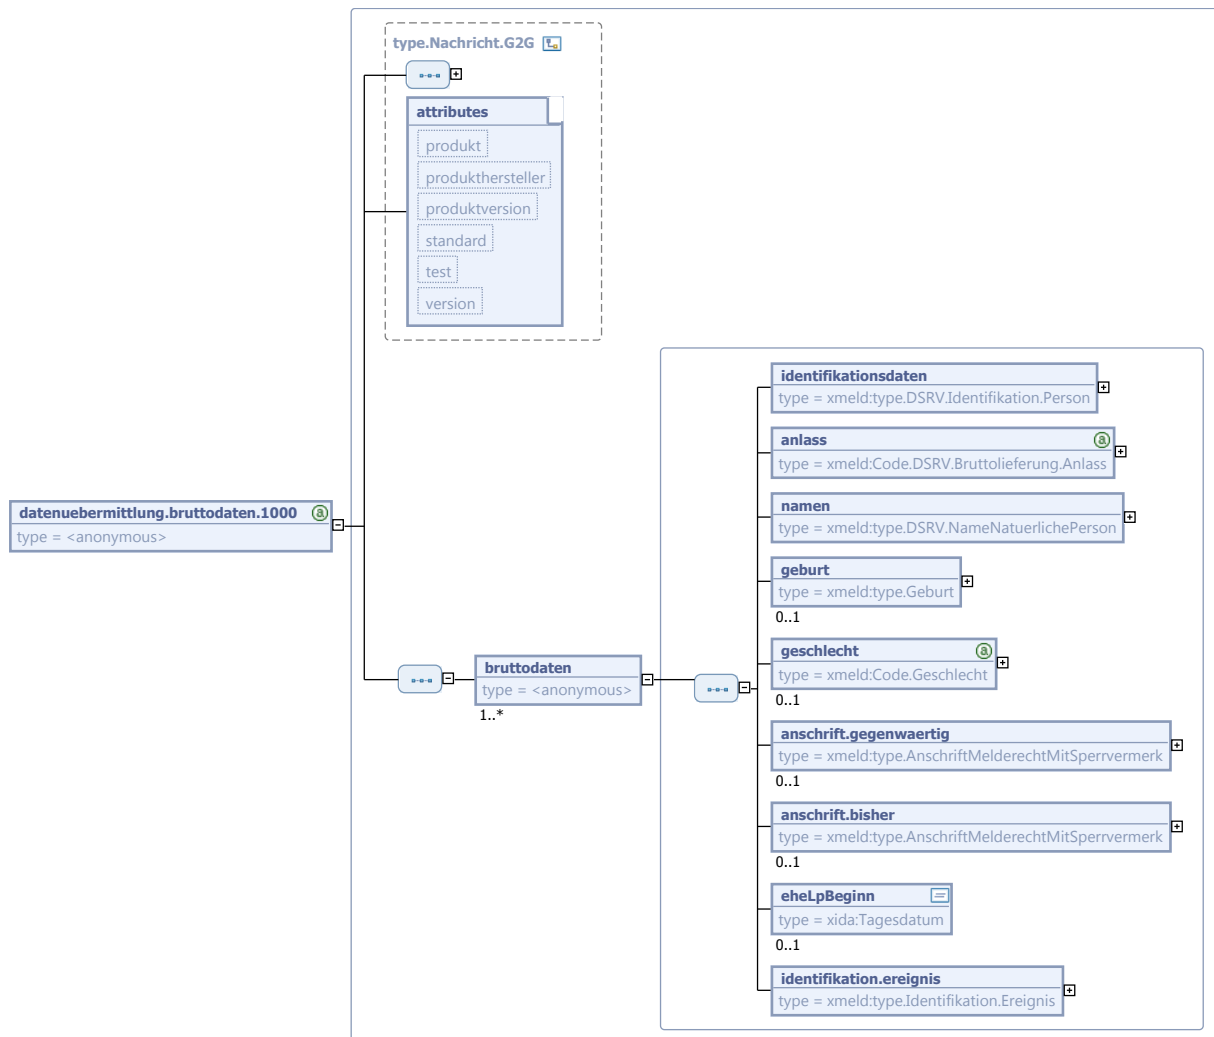 type.Nachricht.G2G
attributes
produkt
produkthersteller
produktversion
standard
test
version
datenuebermittlung.bruttodaten.1000 a
type = <anonymous>
bruttodaten
type = <anonymous>
1..*
identifikationsdaten
type = xmeld:type.DSRV.Identifikation.Person
anlass a
type = xmeld:Code.DSRV.Bruttolieferung.Anlass
namen
type = xmeld:type.DSRV.NameNatuerlichePerson
geburt
type = xmeld:type.Geburt
0..1
geschlecht a
type = xmeld:Code.Geschlecht
0..1
anschrift.gegenwaertig
type = xmeld:type.AnschriftMelderechtMitSperrvermerk
0..1
anschrift.bisher
type = xmeld:type.AnschriftMelderechtMitSperrvermerk
0..1
eheLpBeginn
type = xida:Tagesdatum
0..1
identifikation.ereignis
type = xmeld:type.Identifikation.Ereignis